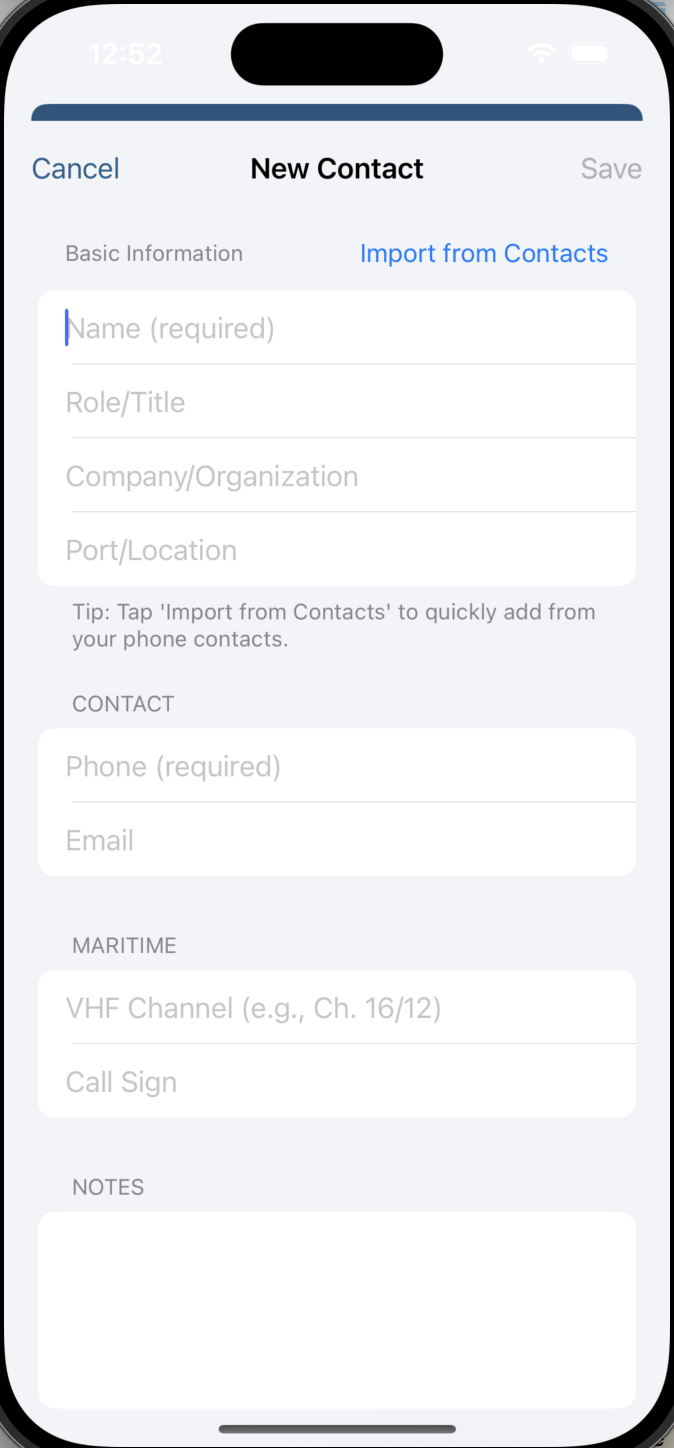 12:52
Cancel New Contact Save
Basic Information Import from Contacts
Name (required)
Role/Title
Company/Organization
Port/Location
Tip: Tap 'Import from Contacts' to quickly add from
your phone contacts.
CONTACT
Phone (required)
Email
MARITIME
VHF Channel (e.g., Ch. 16/12)
Call Sign
NOTES